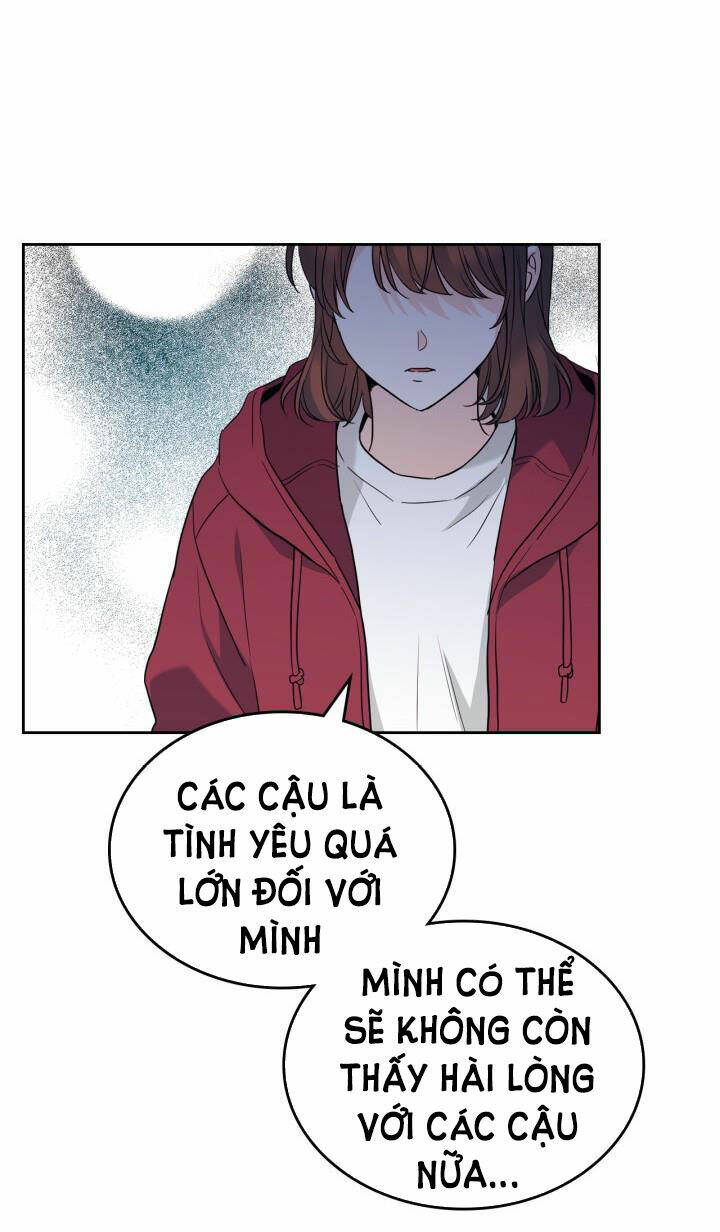 CÁC CẬU LÀ
TÌNH YÊU QUÁ
LỚN ĐỐI VỚI
MÌNH
MÌNH CÓ THỂ
SẼ KHÔNG CÒN
THẤY HÀI LÒNG
VỚI CÁC CẬU
NỮA...